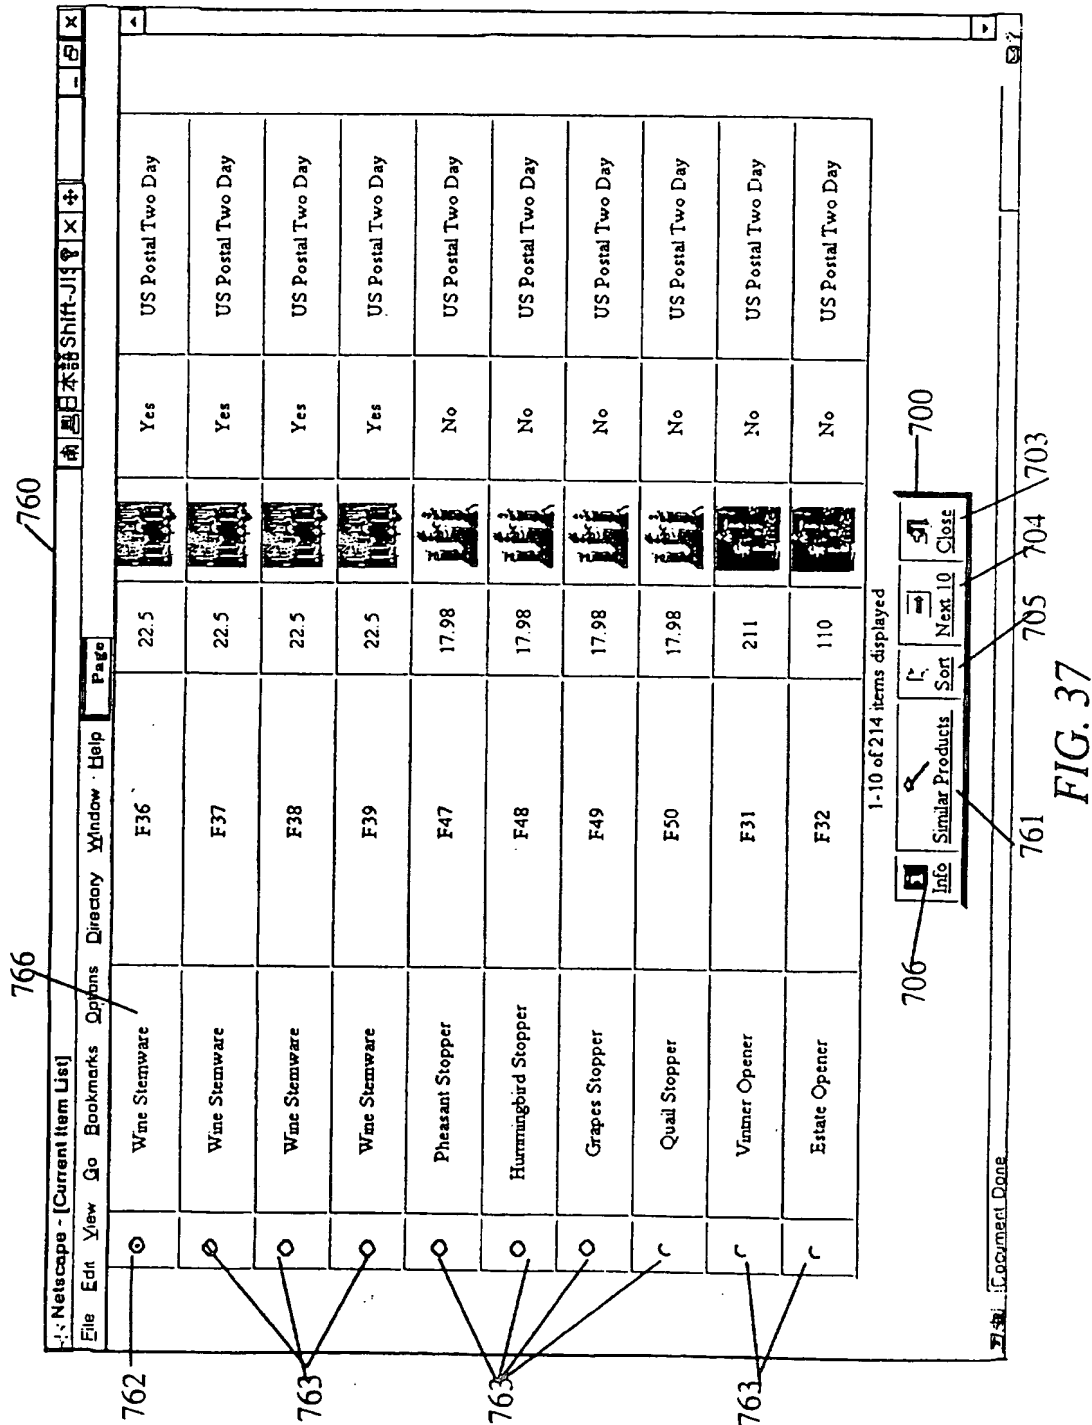 760
766
Netscape - [Current Item List]
日本語 Shift-JIS
File Edit View Go Bookmarks Options Directory Window Help
Page
762 Wine Stemware F36 22.5 Yes US Postal Two Day
Wine Stemware F37 22.5 Yes US Postal Two Day
Wine Stemware F38 22.5 Yes US Postal Two Day
763 Wine Stemware F39 22.5 Yes US Postal Two Day
Pheasant Stopper F47 17.98 No US Postal Two Day
Hummingbird Stopper F48 17.98 No US Postal Two Day
763 Grapes Stopper F49 17.98 No US Postal Two Day
Quail Stopper F50 17.98 No US Postal Two Day
Vintner Opener F31 211 No US Postal Two Day
763 Estate Opener F32 110 No US Postal Two Day
1-10 of 214 items displayed
700
Info Similar Products Sort Next 10 Close
706
Document Done
761 705 704 703
FIG. 37